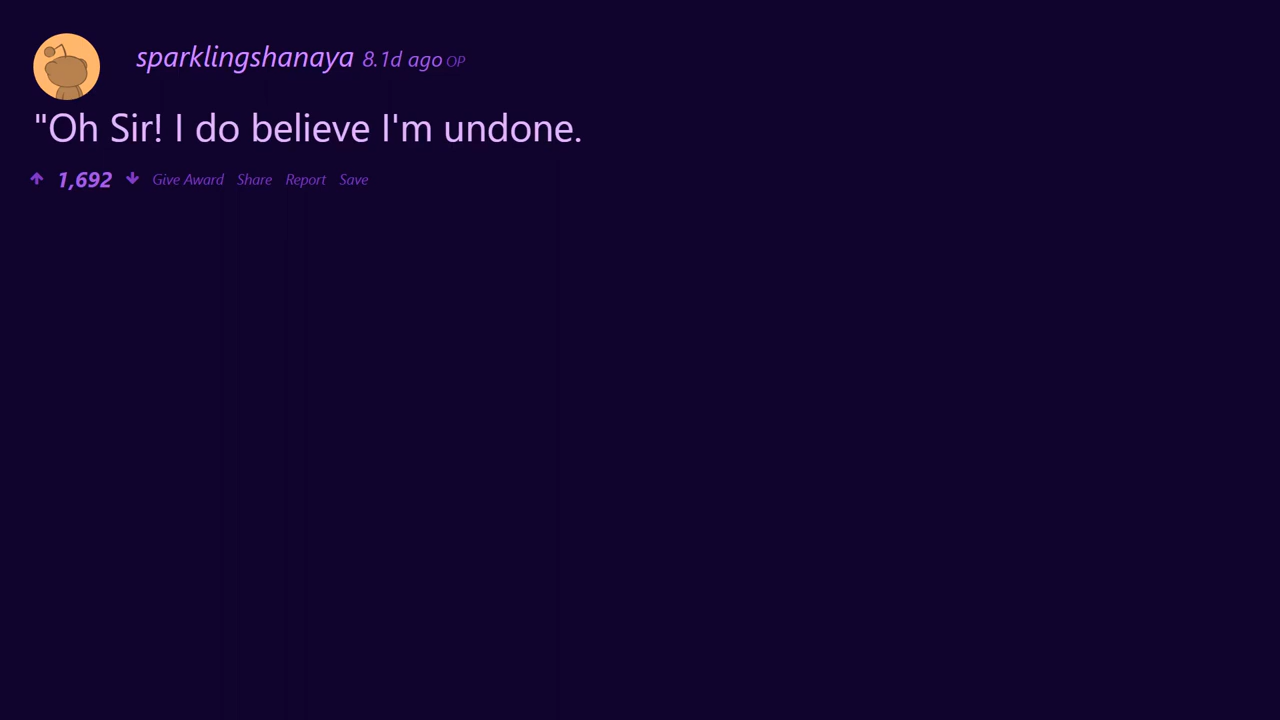 sparklingshanaya 8.1d ago OP
"Oh Sir! I do believe I'm undone.
1,692 Give Award Share Report Save